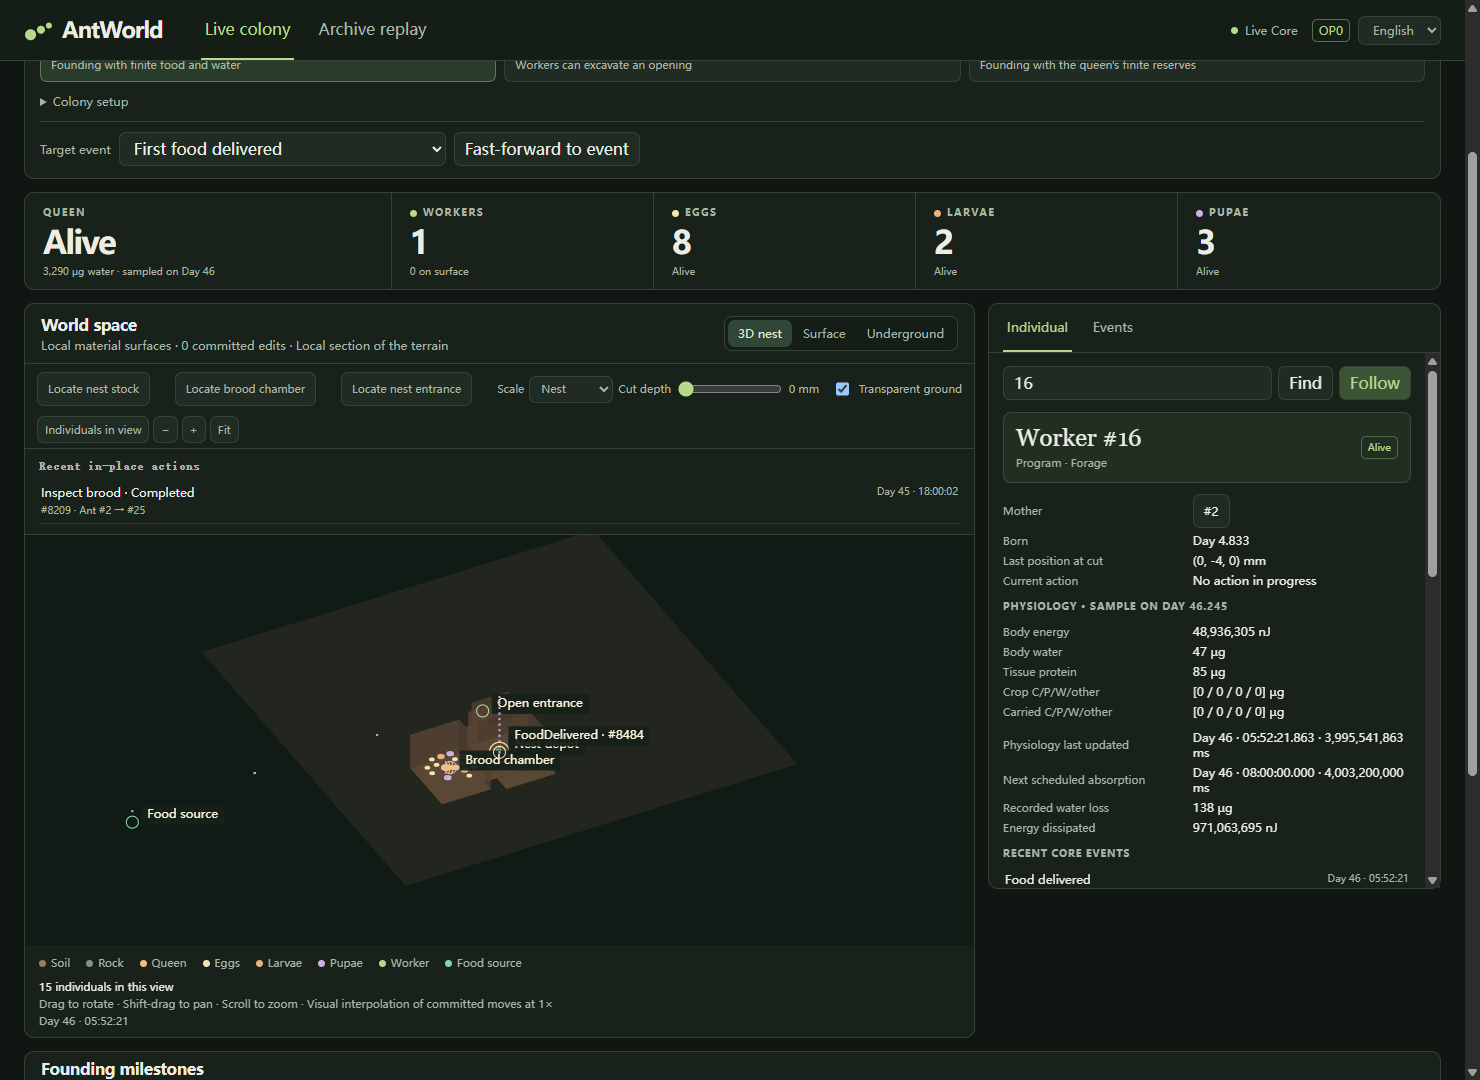 AntWorld
Live colony
Archive replay
Live Core
OP0
English
Founding with finite food and water
Workers can excavate an opening
Founding with the queen's finite reserves
Colony setup
Target event
First food delivered
Fast-forward to event
QUEEN
Alive
3,290 µg water · sampled on Day 46
WORKERS
1
0 on surface
EGGS
8
Alive
LARVAE
2
Alive
PUPAE
3
Alive
World space
Local material surfaces · 0 committed edits · Local section of the terrain
3D nest
Surface
Underground
Locate nest stock
Locate brood chamber
Locate nest entrance
Scale
Nest
Cut depth
0 mm
Transparent ground
Individuals in view
−
+
Fit
Recent in-place actions
Inspect brood · Completed
Day 45 · 18:00:02
#8209 · Ant #2 → #25
Open entrance
FoodDelivered · #8484
Nest depot
Brood chamber
Food source
Soil
Rock
Queen
Eggs
Larvae
Pupae
Worker
Food source
15 individuals in this view
Drag to rotate · Shift-drag to pan · Scroll to zoom · Visual interpolation of committed moves at 1×
Day 46 · 05:52:21
Individual
Events
16
Find
Follow
Worker #16
Program · Forage
Alive
Mother
#2
Born
Day 4.833
Last position at cut
(0, -4, 0) mm
Current action
No action in progress
PHYSIOLOGY • SAMPLE ON DAY 46.245
Body energy
48,936,305 nJ
Body water
47 µg
Tissue protein
85 µg
Crop C/P/W/other
[0 / 0 / 0 / 0] µg
Carried C/P/W/other
[0 / 0 / 0 / 0] µg
Physiology last updated
Day 46 · 05:52:21.863 · 3,995,541,863
ms
Next scheduled absorption
Day 46 · 08:00:00.000 · 4,003,200,000
ms
Recorded water loss
138 µg
Energy dissipated
971,063,695 nJ
RECENT CORE EVENTS
Food delivered
Day 46 · 05:52:21
Founding milestones